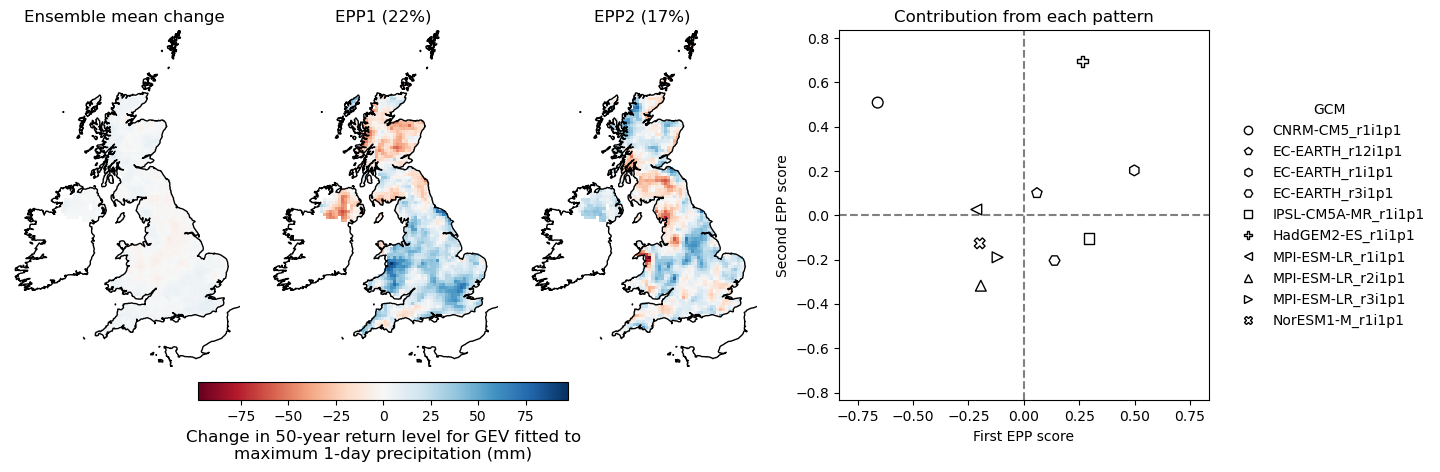 Ensemble mean change
EPP1 (22%)
EPP2 (17%)
Contribution from each pattern
−75 −50 −25 0 25 50 75
Change in 50-year return level for GEV fitted to
maximum 1-day precipitation (mm)
0.8
0.6
0.4
0.2
0.0
−0.2
−0.4
−0.6
−0.8
Second EPP score
−0.75 −0.50 −0.25 0.00 0.25 0.50 0.75
First EPP score
GCM
CNRM-CM5_r1i1p1
EC-EARTH_r12i1p1
EC-EARTH_r1i1p1
EC-EARTH_r3i1p1
IPSL-CM5A-MR_r1i1p1
HadGEM2-ES_r1i1p1
MPI-ESM-LR_r1i1p1
MPI-ESM-LR_r2i1p1
MPI-ESM-LR_r3i1p1
NorESM1-M_r1i1p1